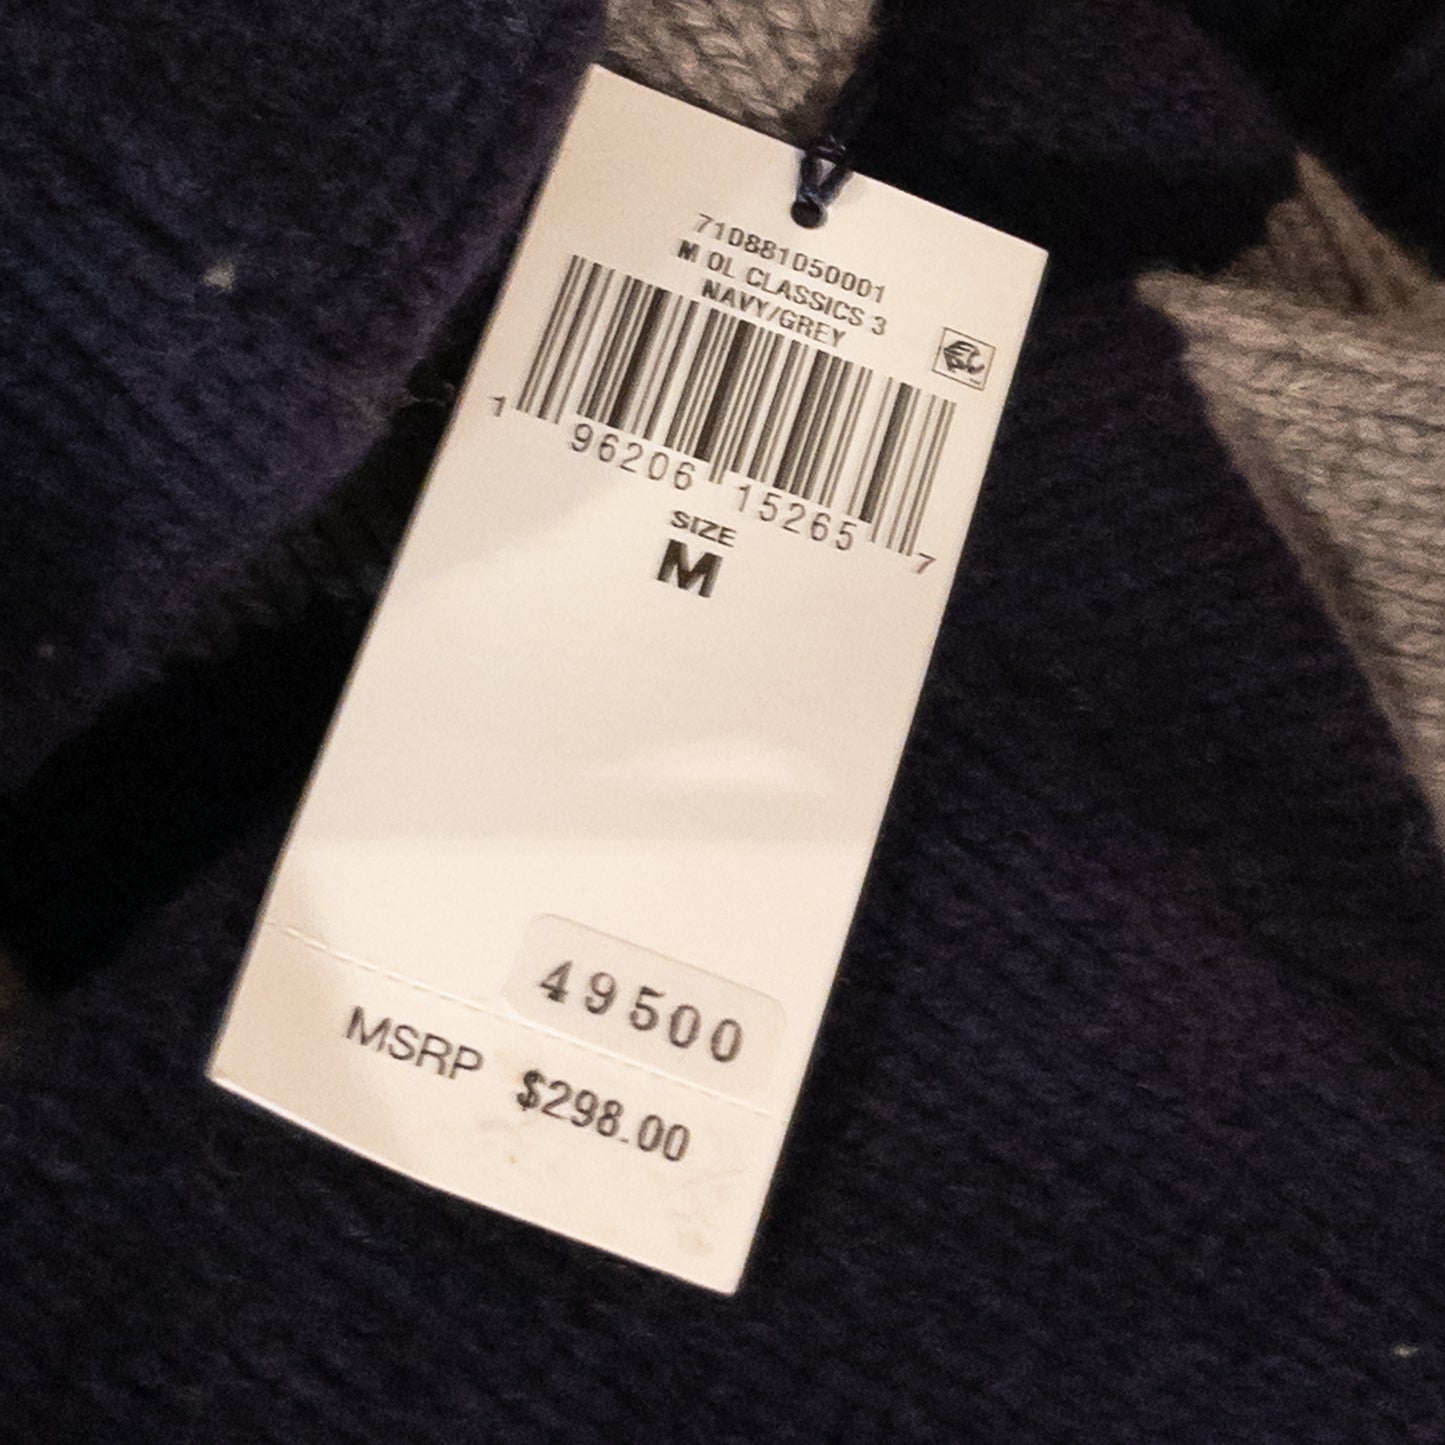 710881050001
M OL CLASSICS 3
NAVY/GREY
1 96206 15265 7
SIZE
M
49500
MSRP $298.00